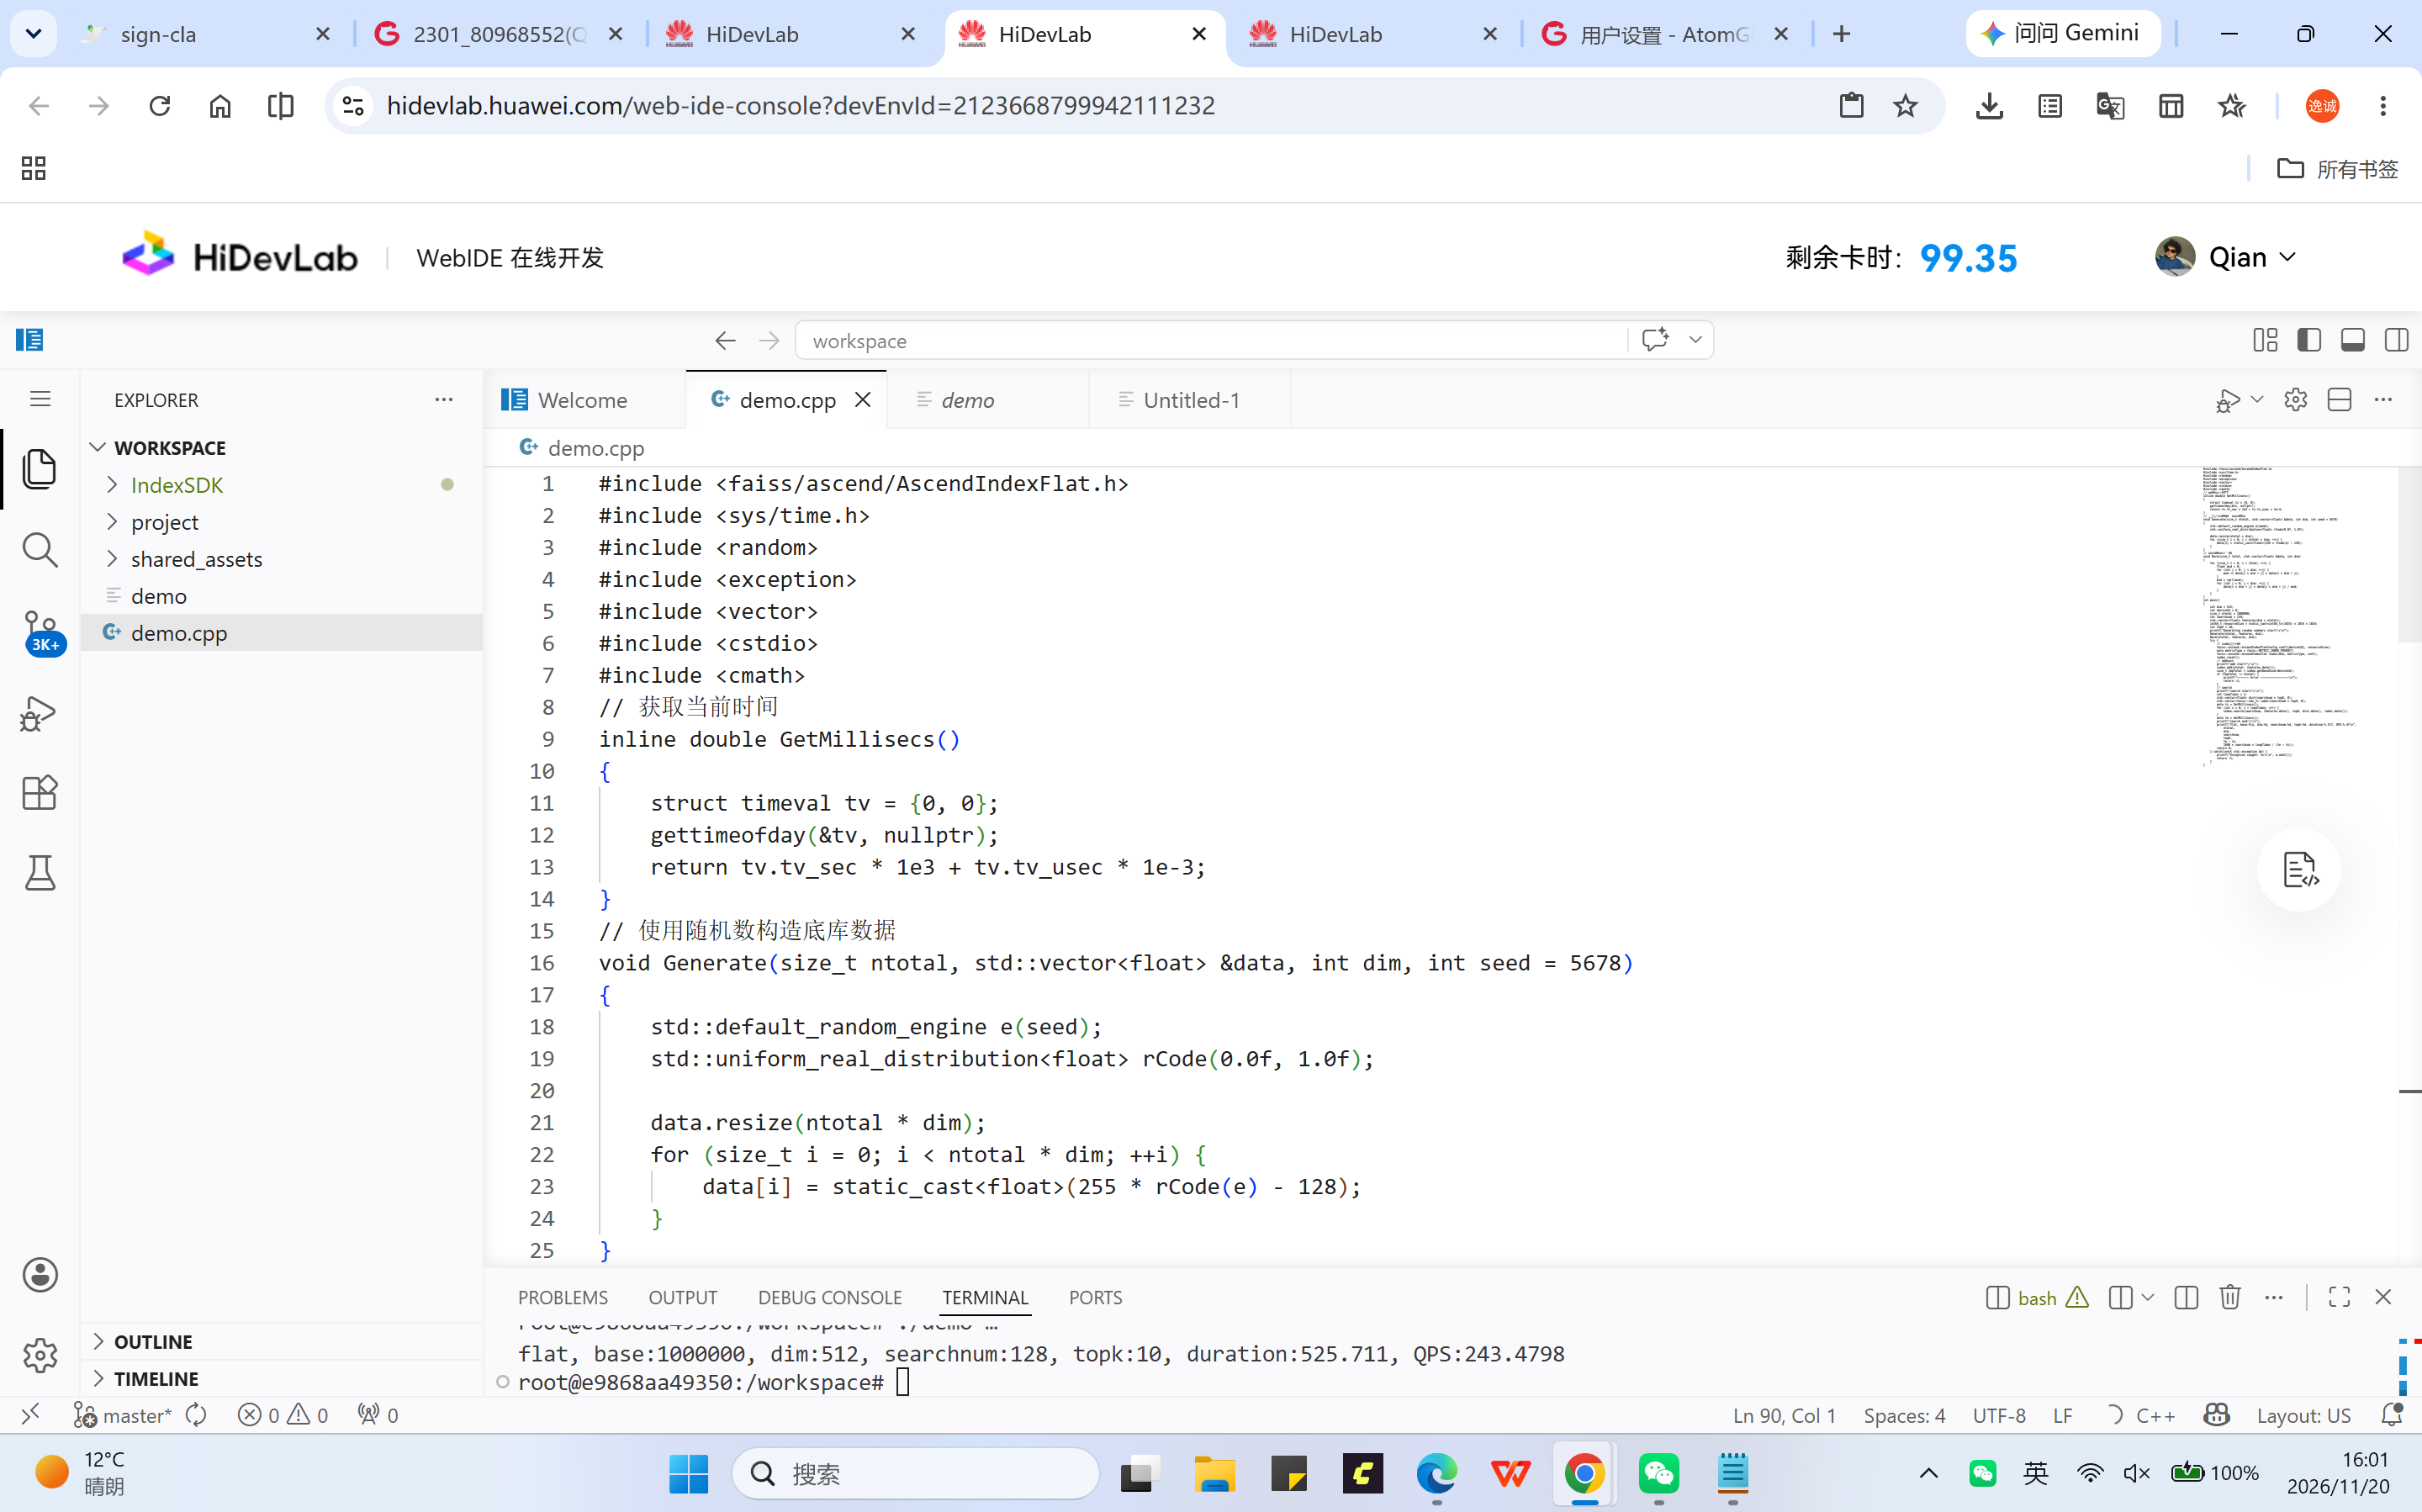 sign-cla
2301_80968552(Q
HiDevLab
HiDevLab
HiDevLab
用户设置 - AtomG
问问 Gemini
hidevlab.huawei.com/web-ide-console?devEnvId=2123668799942111232
逸诚
所有书签
HiDevLab
WebIDE 在线开发
剩余卡时: 99.35
Qian
workspace
EXPLORER
Welcome
demo.cpp
demo
Untitled-1
demo.cpp
WORKSPACE
IndexSDK
project
shared_assets
demo
demo.cpp
3K+
1 #include <faiss/ascend/AscendIndexFlat.h>
2 #include <sys/time.h>
3 #include <random>
4 #include <exception>
5 #include <vector>
6 #include <cstdio>
7 #include <cmath>
8 // 获取当前时间
9 inline double GetMillisecs()
10 {
11 struct timeval tv = {0, 0};
12 gettimeofday(&tv, nullptr);
13 return tv.tv_sec * 1e3 + tv.tv_usec * 1e-3;
14 }
15 // 使用随机数构造底库数据
16 void Generate(size_t ntotal, std::vector<float> &data, int dim, int seed = 5678)
17 {
18 std::default_random_engine e(seed);
19 std::uniform_real_distribution<float> rCode(0.0f, 1.0f);
20
21 data.resize(ntotal * dim);
22 for (size_t i = 0; i < ntotal * dim; ++i) {
23 data[i] = static_cast<float>(255 * rCode(e) - 128);
24 }
25 }
PROBLEMS
OUTPUT
DEBUG CONSOLE
TERMINAL
PORTS
bash
root@e9868aa49350:/workspace# ./demo …
flat, base:1000000, dim:512, searchnum:128, topk:10, duration:525.711, QPS:243.4798
root@e9868aa49350:/workspace#
OUTLINE
TIMELINE
master*
0
0
0
Ln 90, Col 1
Spaces: 4
UTF-8
LF
C++
Layout: US
12°C
晴朗
搜索
英
100%
16:01
2026/11/20